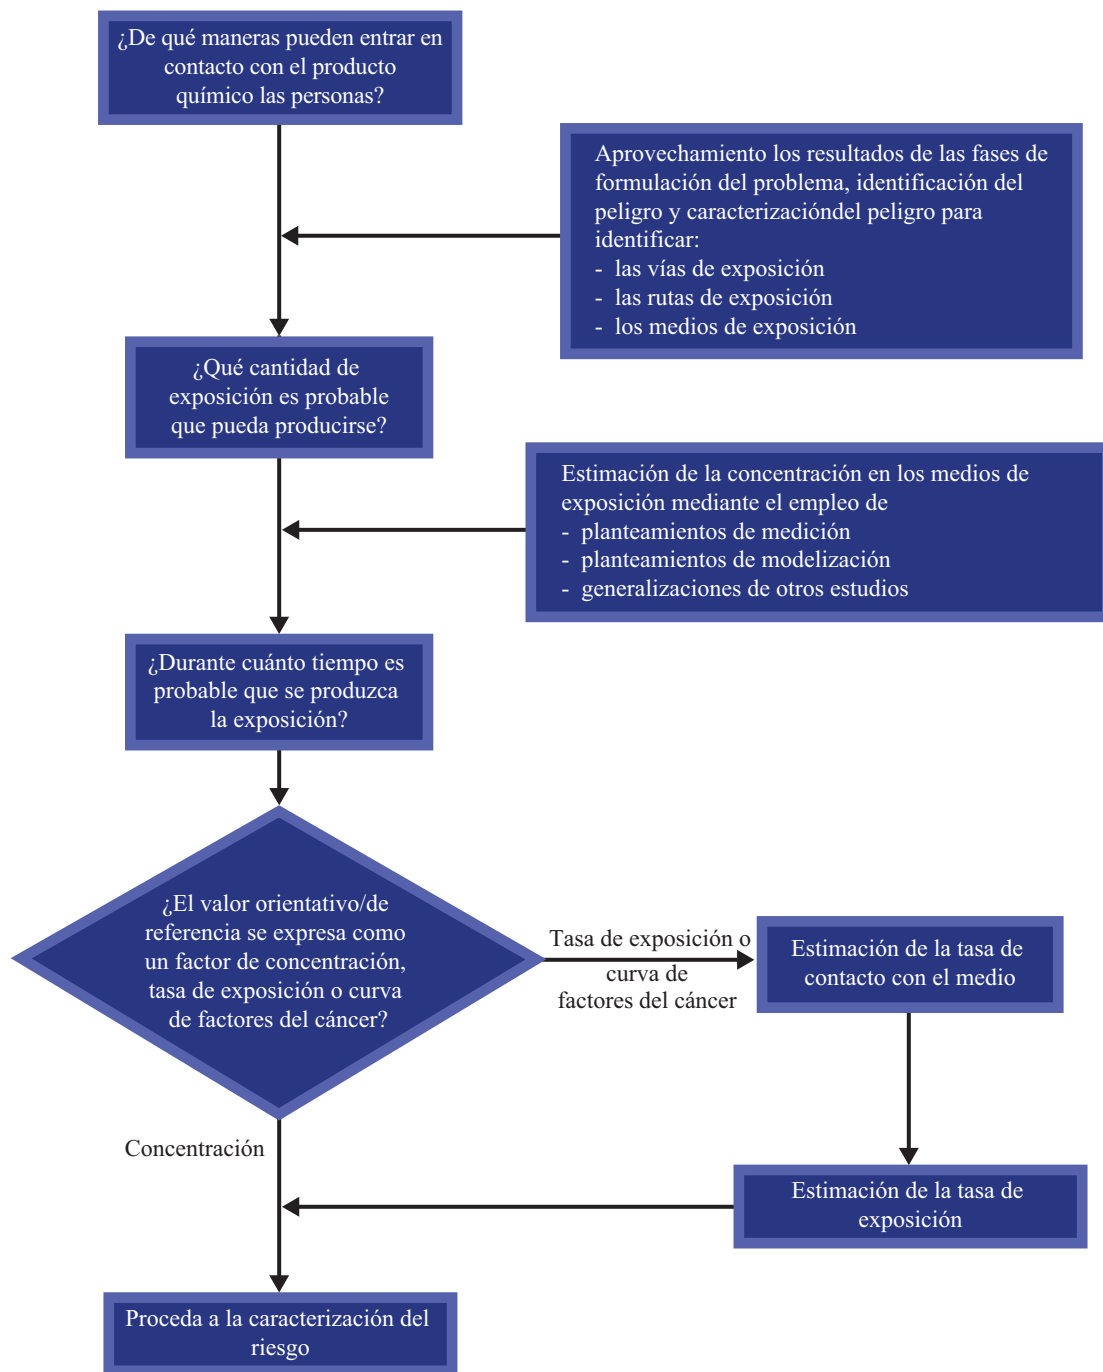 ¿De qué maneras pueden entrar en
contacto con el producto
químico las personas?
Aprovechamiento los resultados de las fases de
formulación del problema, identificación del
peligro y caracterizacióndel peligro para
identificar:
- las vías de exposición
- las rutas de exposición
- los medios de exposición
¿Qué cantidad de
exposición es probable
que pueda producirse?
Estimación de la concentración en los medios de
exposición mediante el empleo de
- planteamientos de medición
- planteamientos de modelización
- generalizaciones de otros estudios
¿Durante cuánto tiempo es
probable que se produzca
la exposición?
¿El valor orientativo/de
referencia se expresa como
un factor de concentración,
tasa de exposición o curva
de factores del cáncer?
Tasa de exposición o
curva de
factores del cáncer
Estimación de la tasa de
contacto con el medio
Concentración
Estimación de la tasa de
exposición
Proceda a la caracterización del
riesgo